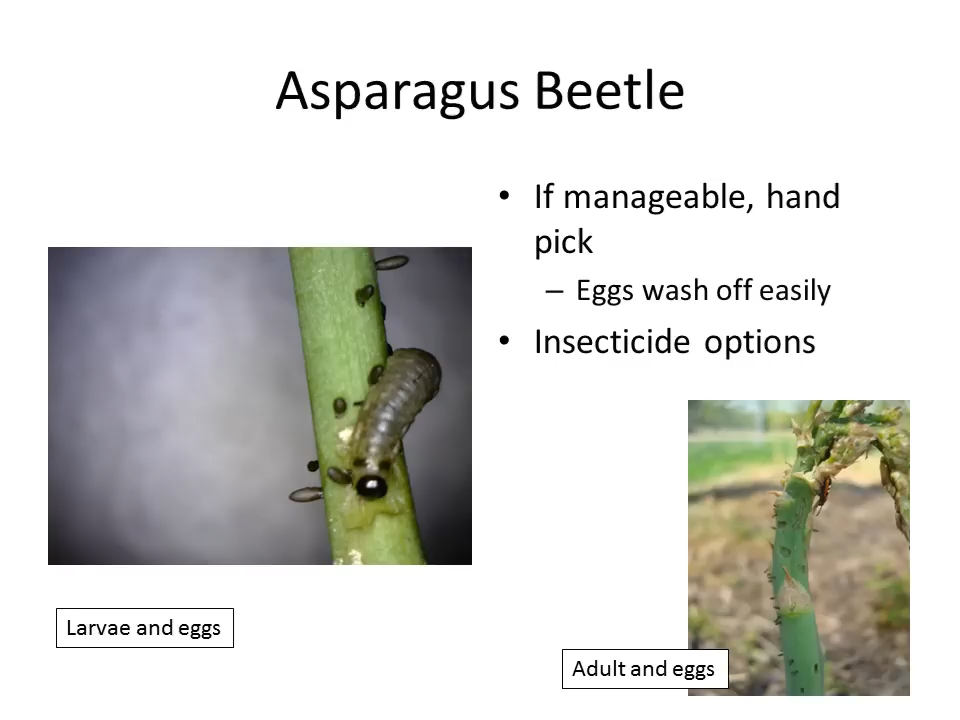 Asparagus Beetle
• If manageable, hand
pick
– Eggs wash off easily
• Insecticide options
Larvae and eggs
Adult and eggs